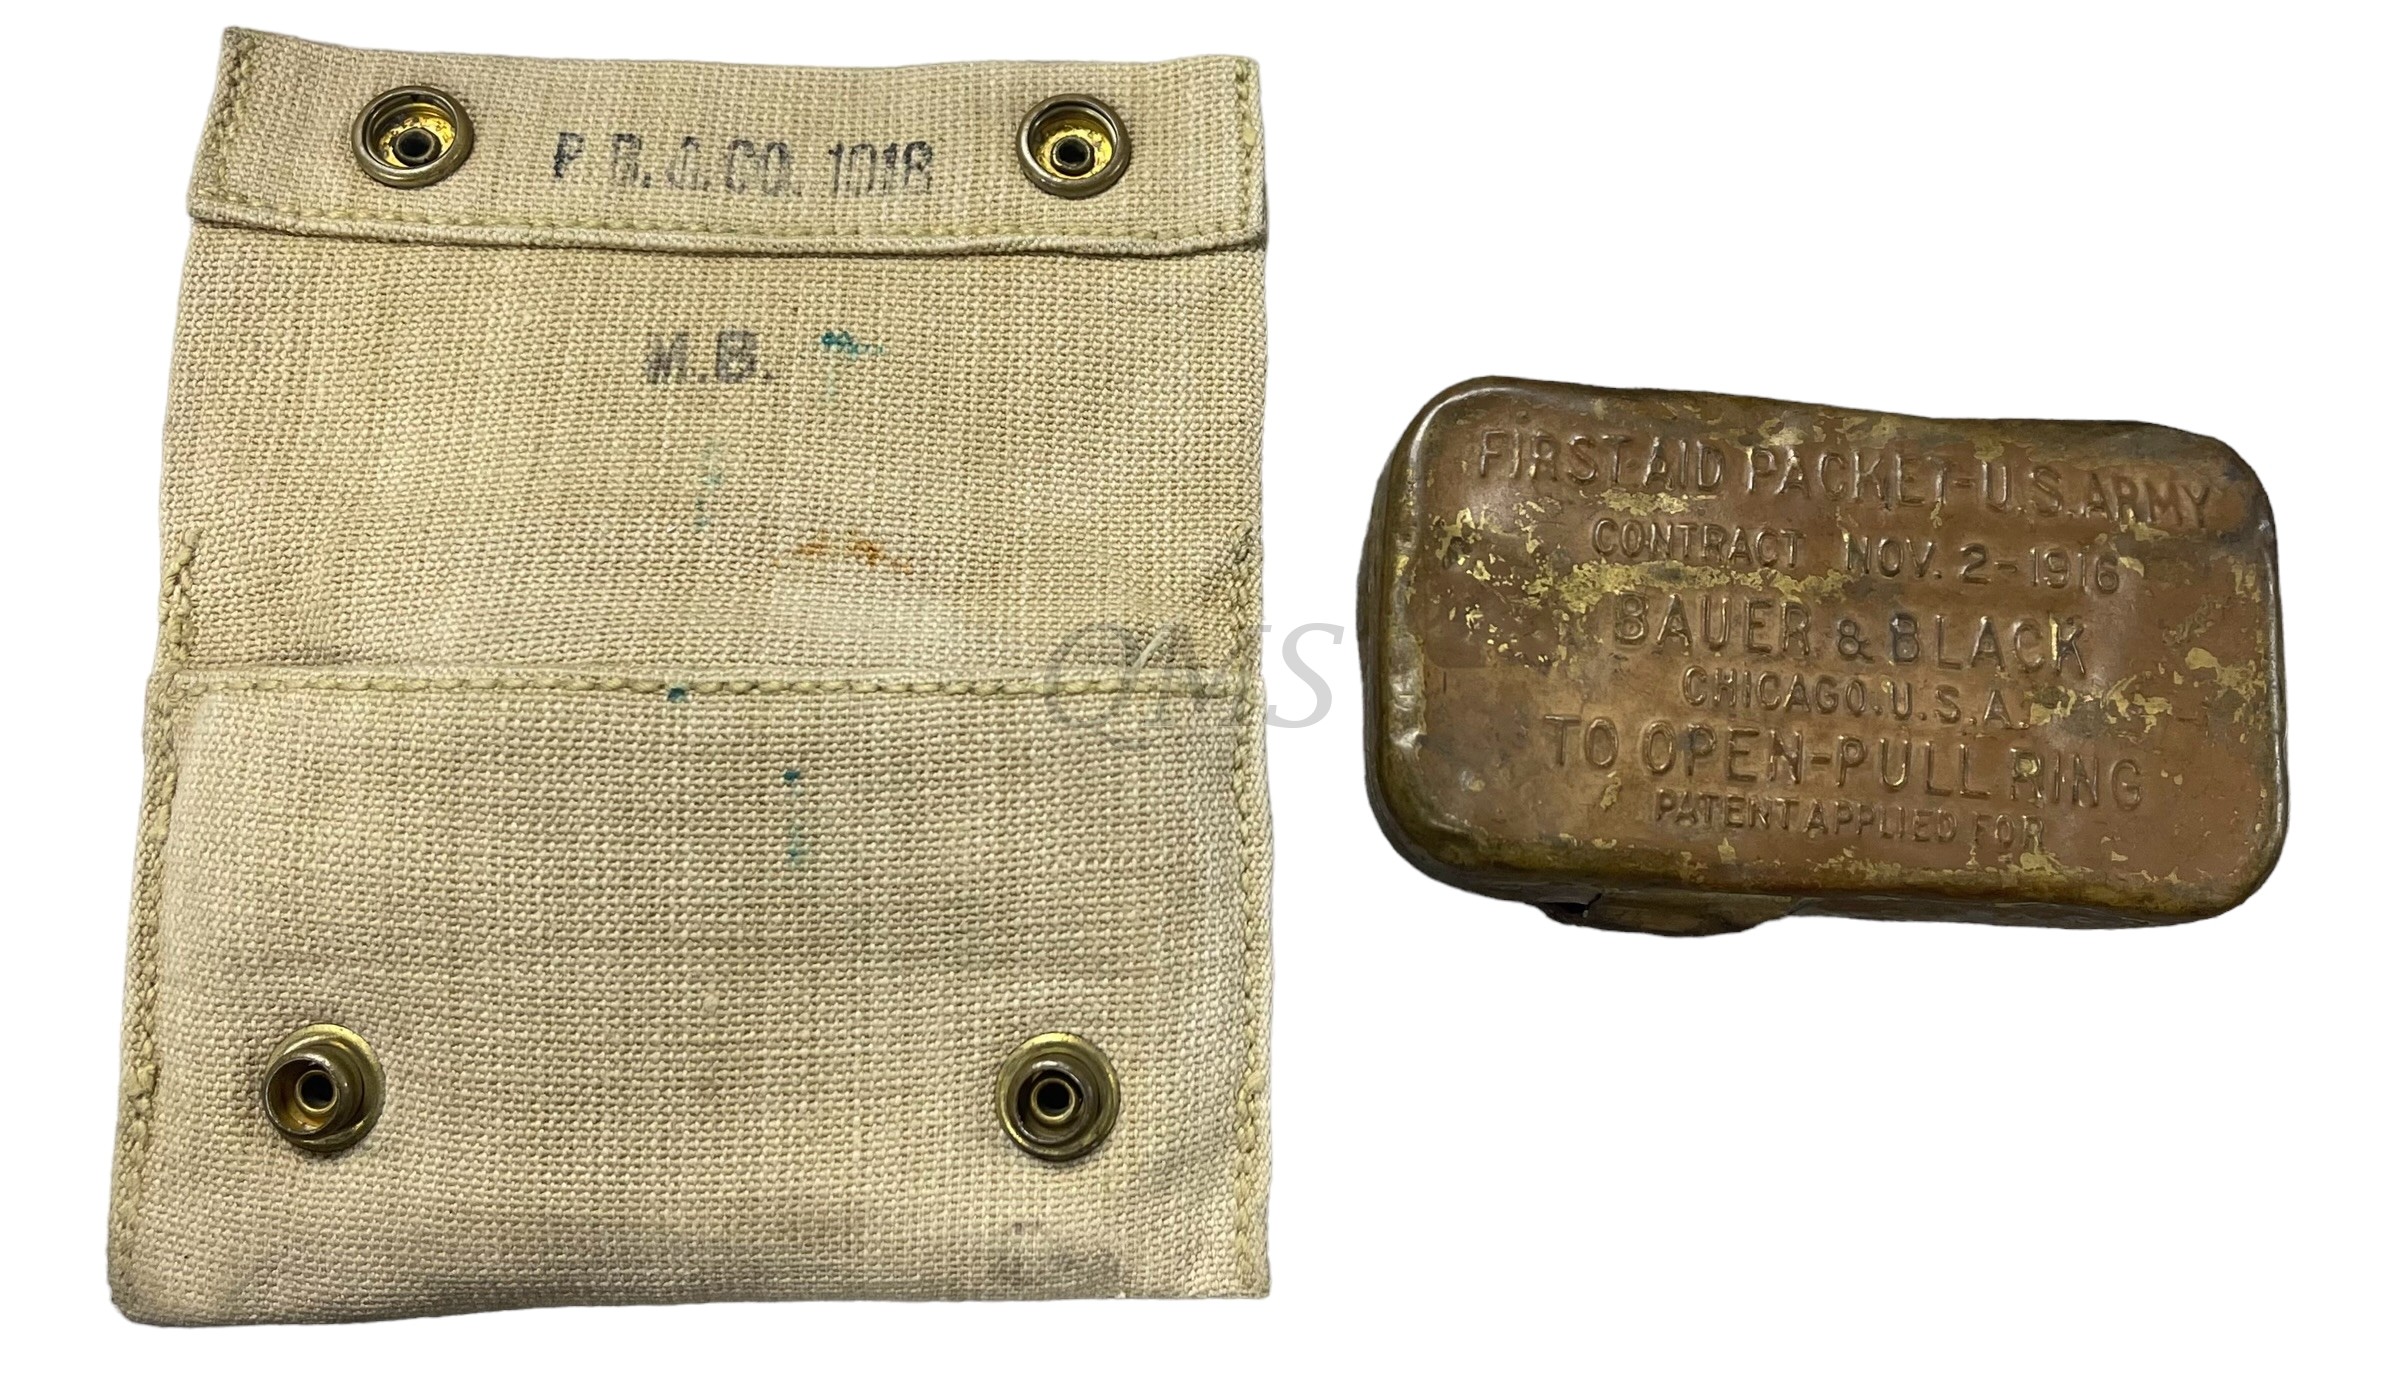 P. B. & CO. 1918
M.B.
OMS
FIRST AID PACKET-U.S. ARMY
CONTRACT NOV. 2-1916
BAUER & BLACK
CHICAGO. U.S.A.
TO OPEN-PULL RING
PATENT APPLIED FOR